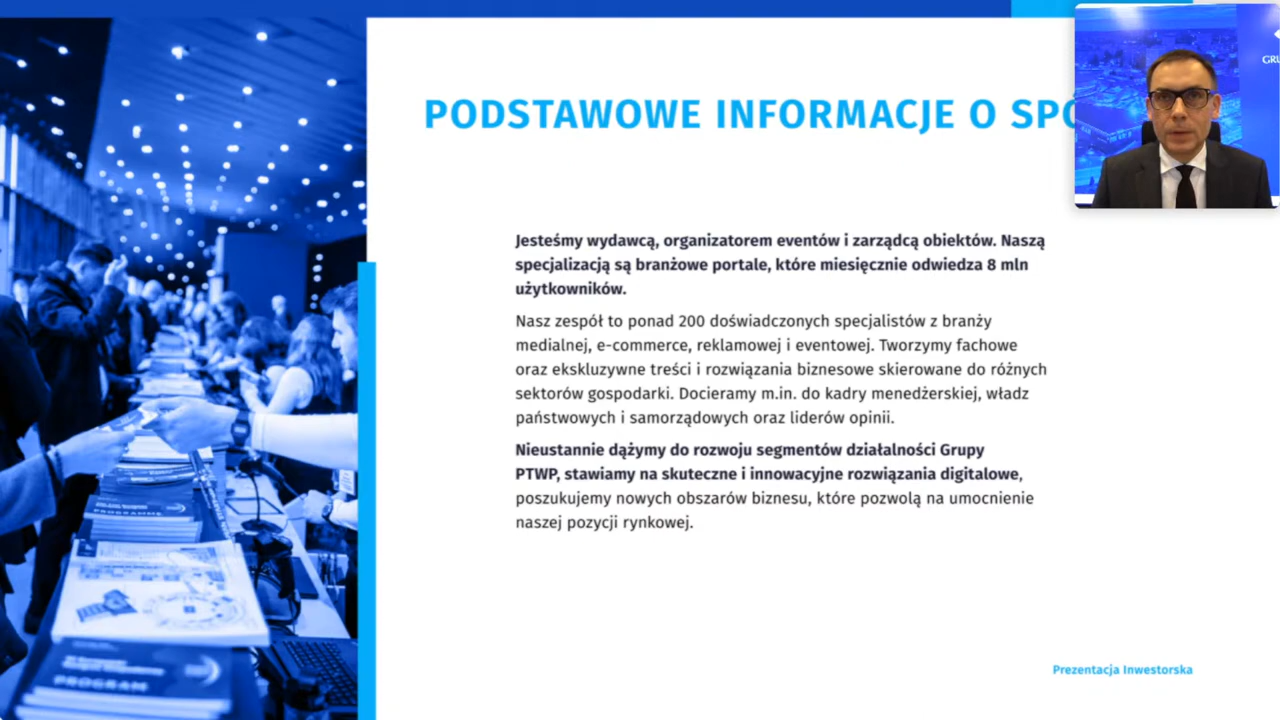 PODSTAWOWE INFORMACJE O
GRU
Jesteśmy wydawcą, organizatorem eventów i zarządcą obiektów. Naszą
specjalizacją są branżowe portale, które miesięcznie odwiedza 8 mln
użytkowników.
Nasz zespół to ponad 200 doświadczonych specjalistów z branży
medialnej, e-commerce, reklamowej i eventowej. Tworzymy fachowe
oraz ekskluzywne treści i rozwiązania biznesowe skierowane do różnych
sektorów gospodarki. Docieramy m.in. do kadry menedżerskiej, władz
państwowych i samorządowych oraz liderów opinii.
Nieustannie dążymy do rozwoju segmentów działalności Grupy
PTWP, stawiamy na skuteczne i innowacyjne rozwiązania digitalowe,
poszukujemy nowych obszarów biznesu, które pozwolą na umocnienie
naszej pozycji rynkowej.
PROGRAMME
PROGRAM
Prezentacja Inwestorska